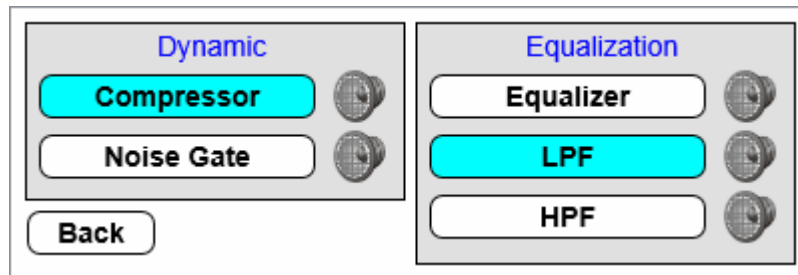 Dynamic
Compressor
Noise Gate
Back
Equalization
Equalizer
LPF
HPF